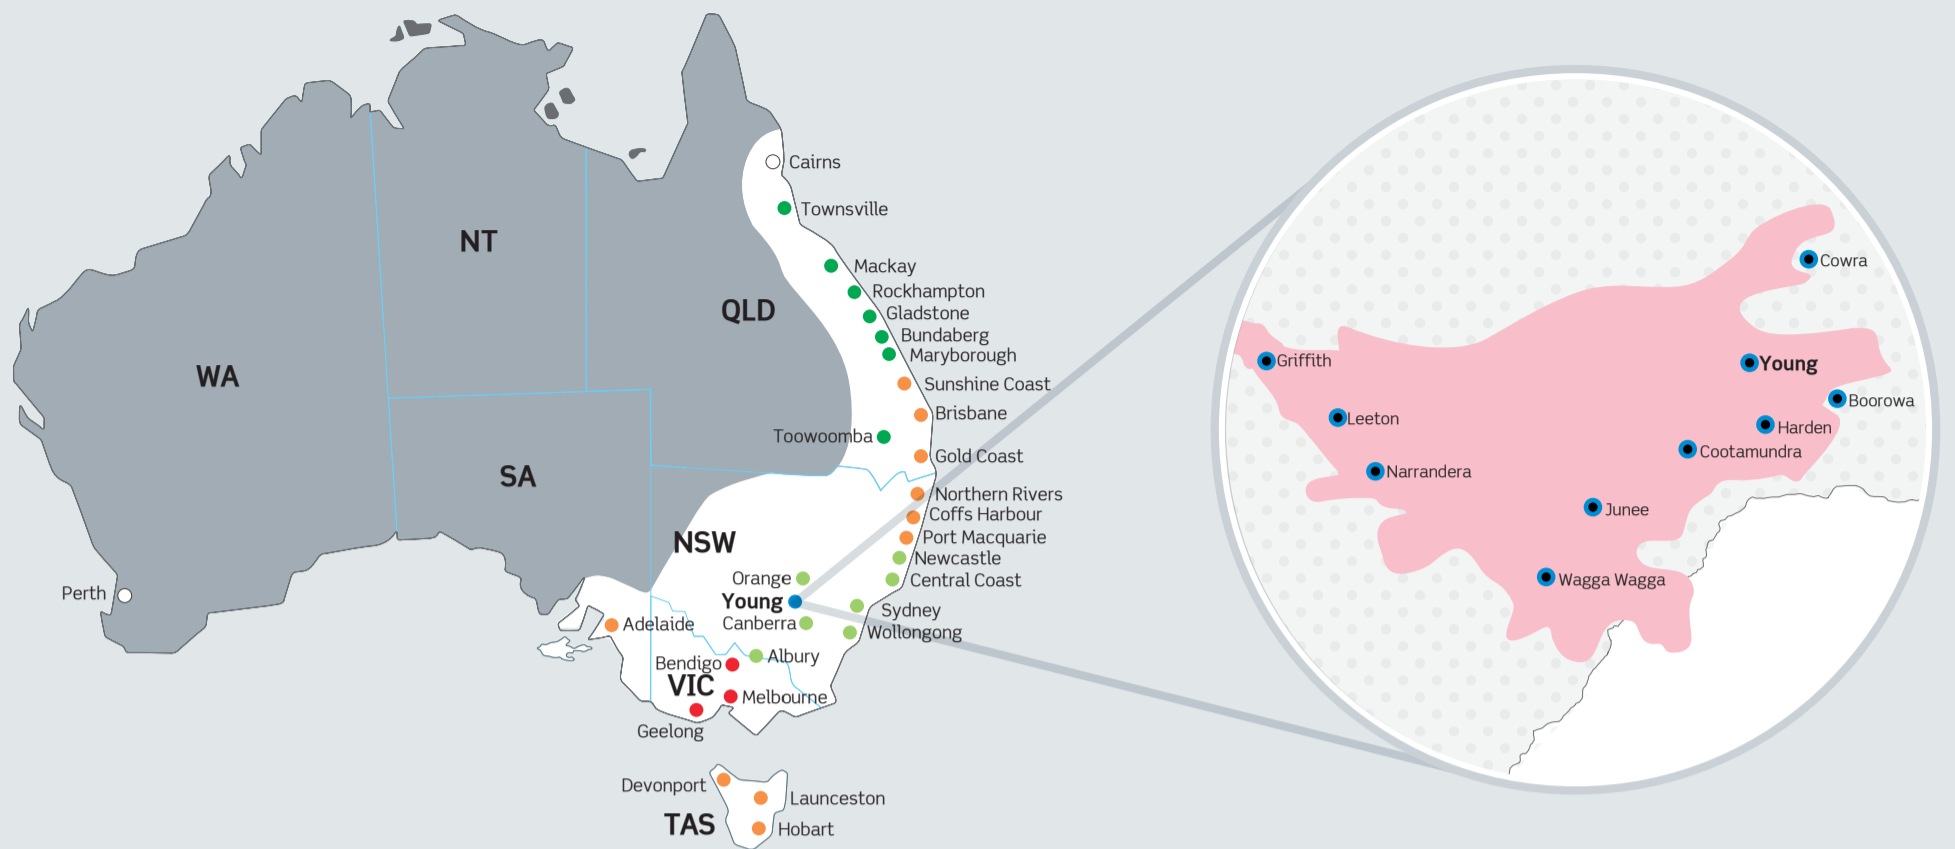 Cairns
Townsville
NT
Mackay
Rockhampton
QLD
Gladstone
Bundaberg
Maryborough
WA
Sunshine Coast
Brisbane
Toowoomba
Gold Coast
SA
Northern Rivers
Coffs Harbour
NSW
Port Macquarie
Newcastle
Orange
Central Coast
Perth
Young
Sydney
Adelaide
Canberra
Wollongong
Albury
Bendigo
VIC
Melbourne
Geelong
Devonport
Launceston
TAS
Hobart
Cowra
Griffith
Young
Boorowa
Leeton
Harden
Cootamundra
Narrandera
Junee
Wagga Wagga